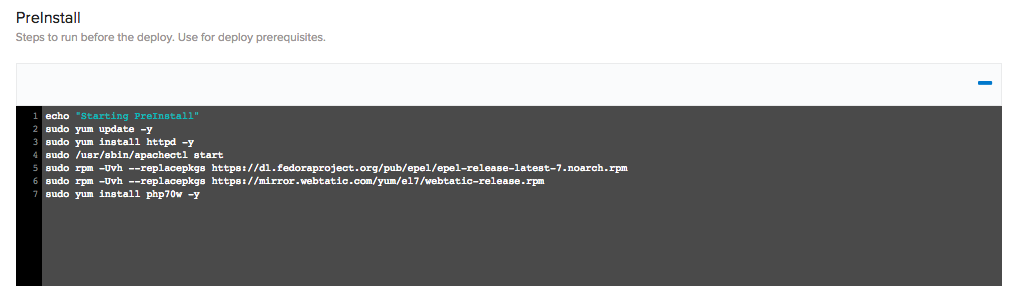 PreInstall
Steps to run before the deploy. Use for deploy prerequisites.
1 echo "Starting PreInstall"
2 sudo yum update -y
3 sudo yum install httpd -y
4 sudo /usr/sbin/apachectl start
5 sudo rpm -Uvh --replacepkgs https://dl.fedoraproject.org/pub/epel/epel-release-latest-7.noarch.rpm
6 sudo rpm -Uvh --replacepkgs https://mirror.webtatic.com/yum/el7/webtatic-release.rpm
7 sudo yum install php70w -y